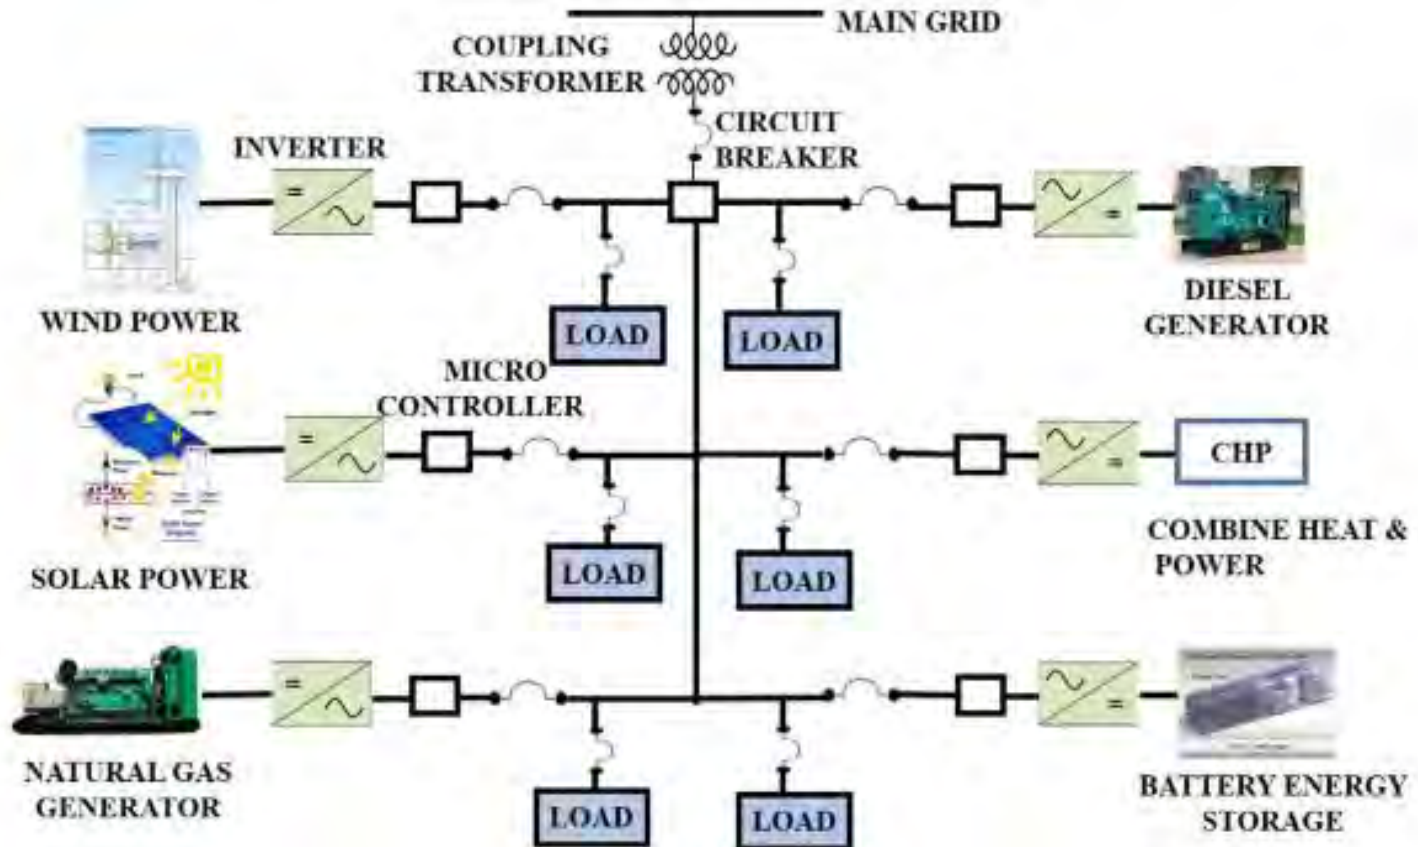 MAIN GRID
COUPLING
TRANSFORMER
CIRCUIT
BREAKER
INVERTER
WIND POWER
LOAD
LOAD
DIESEL
GENERATOR
MICRO
CONTROLLER
SOLAR POWER
LOAD
LOAD
CHP
COMBINE HEAT &
POWER
NATURAL GAS
GENERATOR
LOAD
LOAD
BATTERY ENERGY
STORAGE